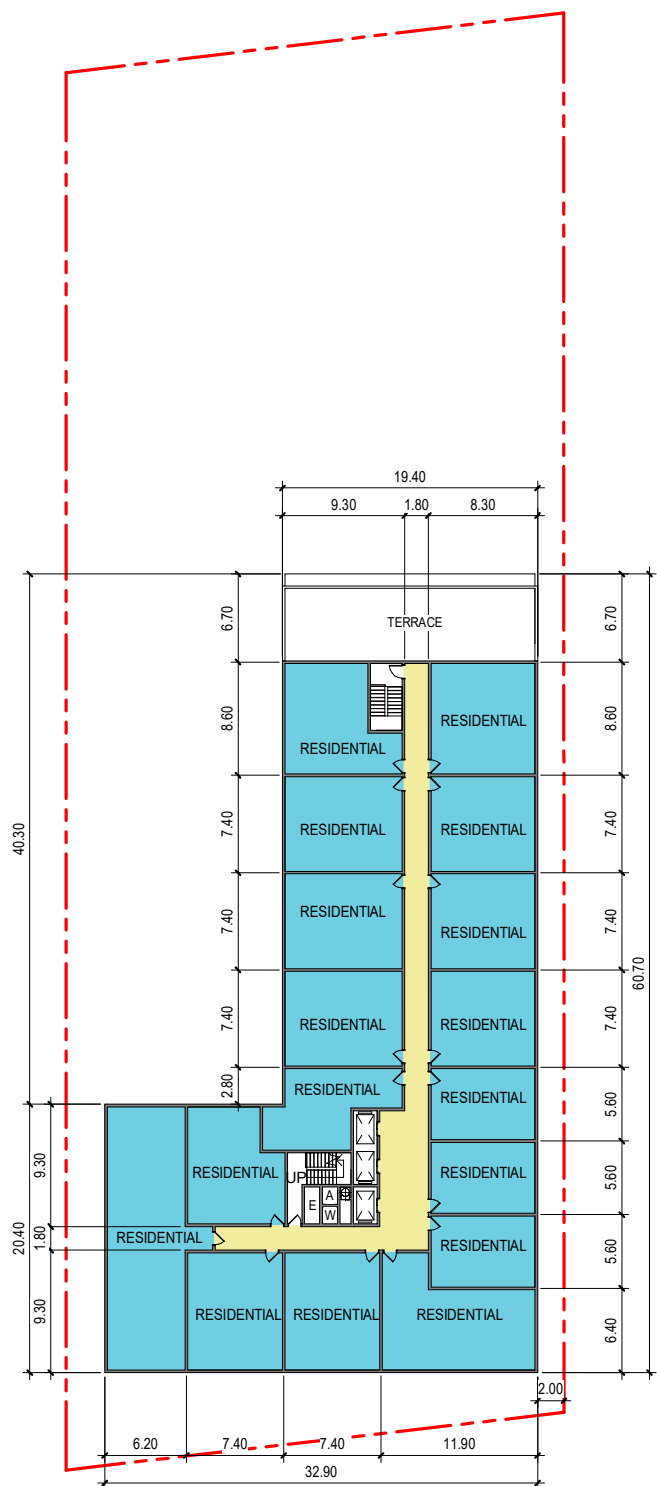 19.40
9.30 1.80 8.30
6.70 TERRACE 6.70
8.60 RESIDENTIAL 8.60
RESIDENTIAL
40.30
7.40 RESIDENTIAL RESIDENTIAL 7.40
7.40 RESIDENTIAL RESIDENTIAL 7.40
60.70
7.40 RESIDENTIAL RESIDENTIAL 7.40
2.80 RESIDENTIAL RESIDENTIAL 5.60
9.30 RESIDENTIAL UP RESIDENTIAL 5.60
E A W
20.40
1.80 RESIDENTIAL RESIDENTIAL 5.60
9.30 RESIDENTIAL RESIDENTIAL RESIDENTIAL 6.40
2.00
6.20 7.40 7.40 11.90
32.90